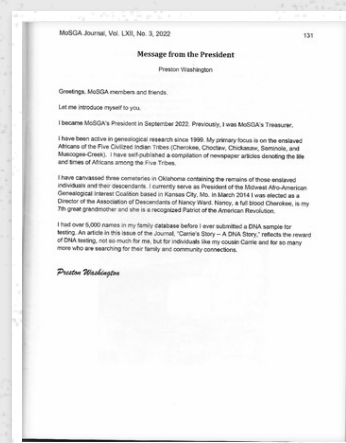 MoSGA Journal, Vol. LXII, No. 3, 2022 131
Message from the President
Preston Washington
Greetings, MoSGA members and friends.
Let me introduce myself to you.
I became MoSGA's President in September 2022. Previously, I was MoSGA's Treasurer.
I have been active in genealogical research since 1999. My primary focus is on the enslaved
Africans of the Five Civilized Indian Tribes (Cherokee, Choctaw, Chickasaw, Seminole, and
Muscogee-Creek). I have self-published a compilation of newspaper articles denoting the life
and times of Africans among the Five Tribes.
I have canvassed three cemeteries in Oklahoma containing the remains of those enslaved
individuals and their descendants. I currently serve as President of the Midwest Afro-American
Genealogical Interest Coalition based in Kansas City, Mo. In March 2014 I was elected as a
Director of the Association of Descendants of Nancy Ward. Nancy, a full blood Cherokee, is my
7th great grandmother and she is a recognized Patriot of the American Revolution.
I had over 5,000 names in my family database before I ever submitted a DNA sample for
testing. An article in this issue of the Journal, "Carrie's Story – A DNA Story," reflects the reward
of DNA testing, not so much for me, but for individuals like my cousin Carrie and for so many
more who are searching for their family and community connections.
Preston Washington